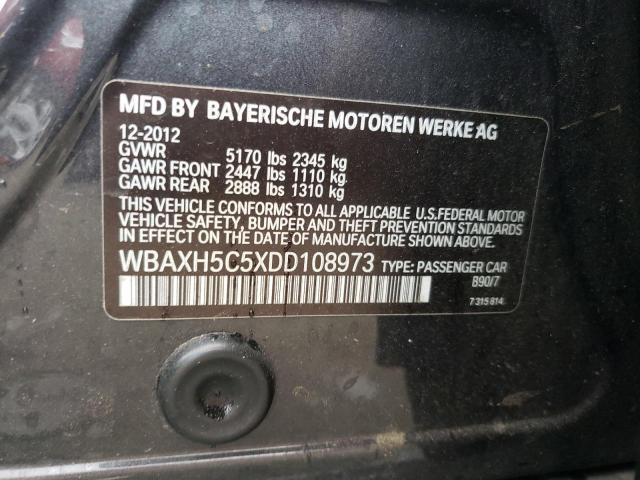 MFD BY BAYERISCHE MOTOREN WERKE AG
12-2012
GVWR 5170 lbs 2345 kg
GAWR FRONT 2447 lbs 1110 kg
GAWR REAR 2888 lbs 1310 kg
THIS VEHICLE CONFORMS TO ALL APPLICABLE U.S.FEDERAL MOTOR
VEHICLE SAFETY, BUMPER AND THEFT PREVENTION STANDARDS
IN EFFECT ON THE DATE OF MANUFACTURE SHOWN ABOVE.
WBAXH5C5XDD108973 TYPE: PASSENGER CAR
B90/7
7 315 814